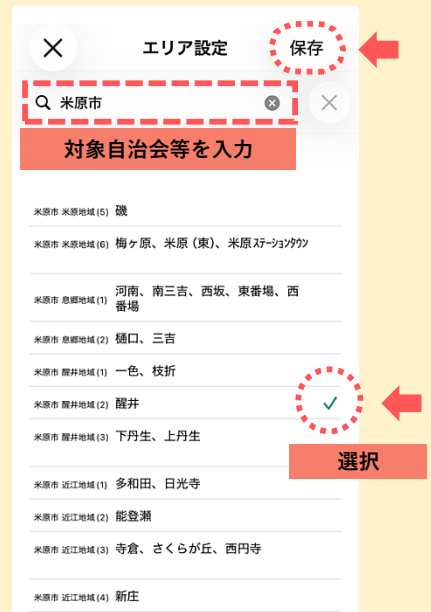 エリア設定
保存
米原市
対象自治会等を入力
米原市 米原地域(5) 磯
米原市 米原地域(6) 梅ヶ原、米原（東）、米原ｽﾃｰｼｮﾝﾀｳﾝ
米原市 息郷地域(1) 河南、南三吉、西坂、東番場、西
番場
米原市 息郷地域(2) 樋口、三吉
米原市 醒井地域(1) 一色、枝折
米原市 醒井地域(2) 醒井
米原市 醒井地域(3) 下丹生、上丹生
選択
米原市 近江地域(1) 多和田、日光寺
米原市 近江地域(2) 能登瀬
米原市 近江地域(3) 寺倉、さくらが丘、西円寺
米原市 近江地域(4) 新庄